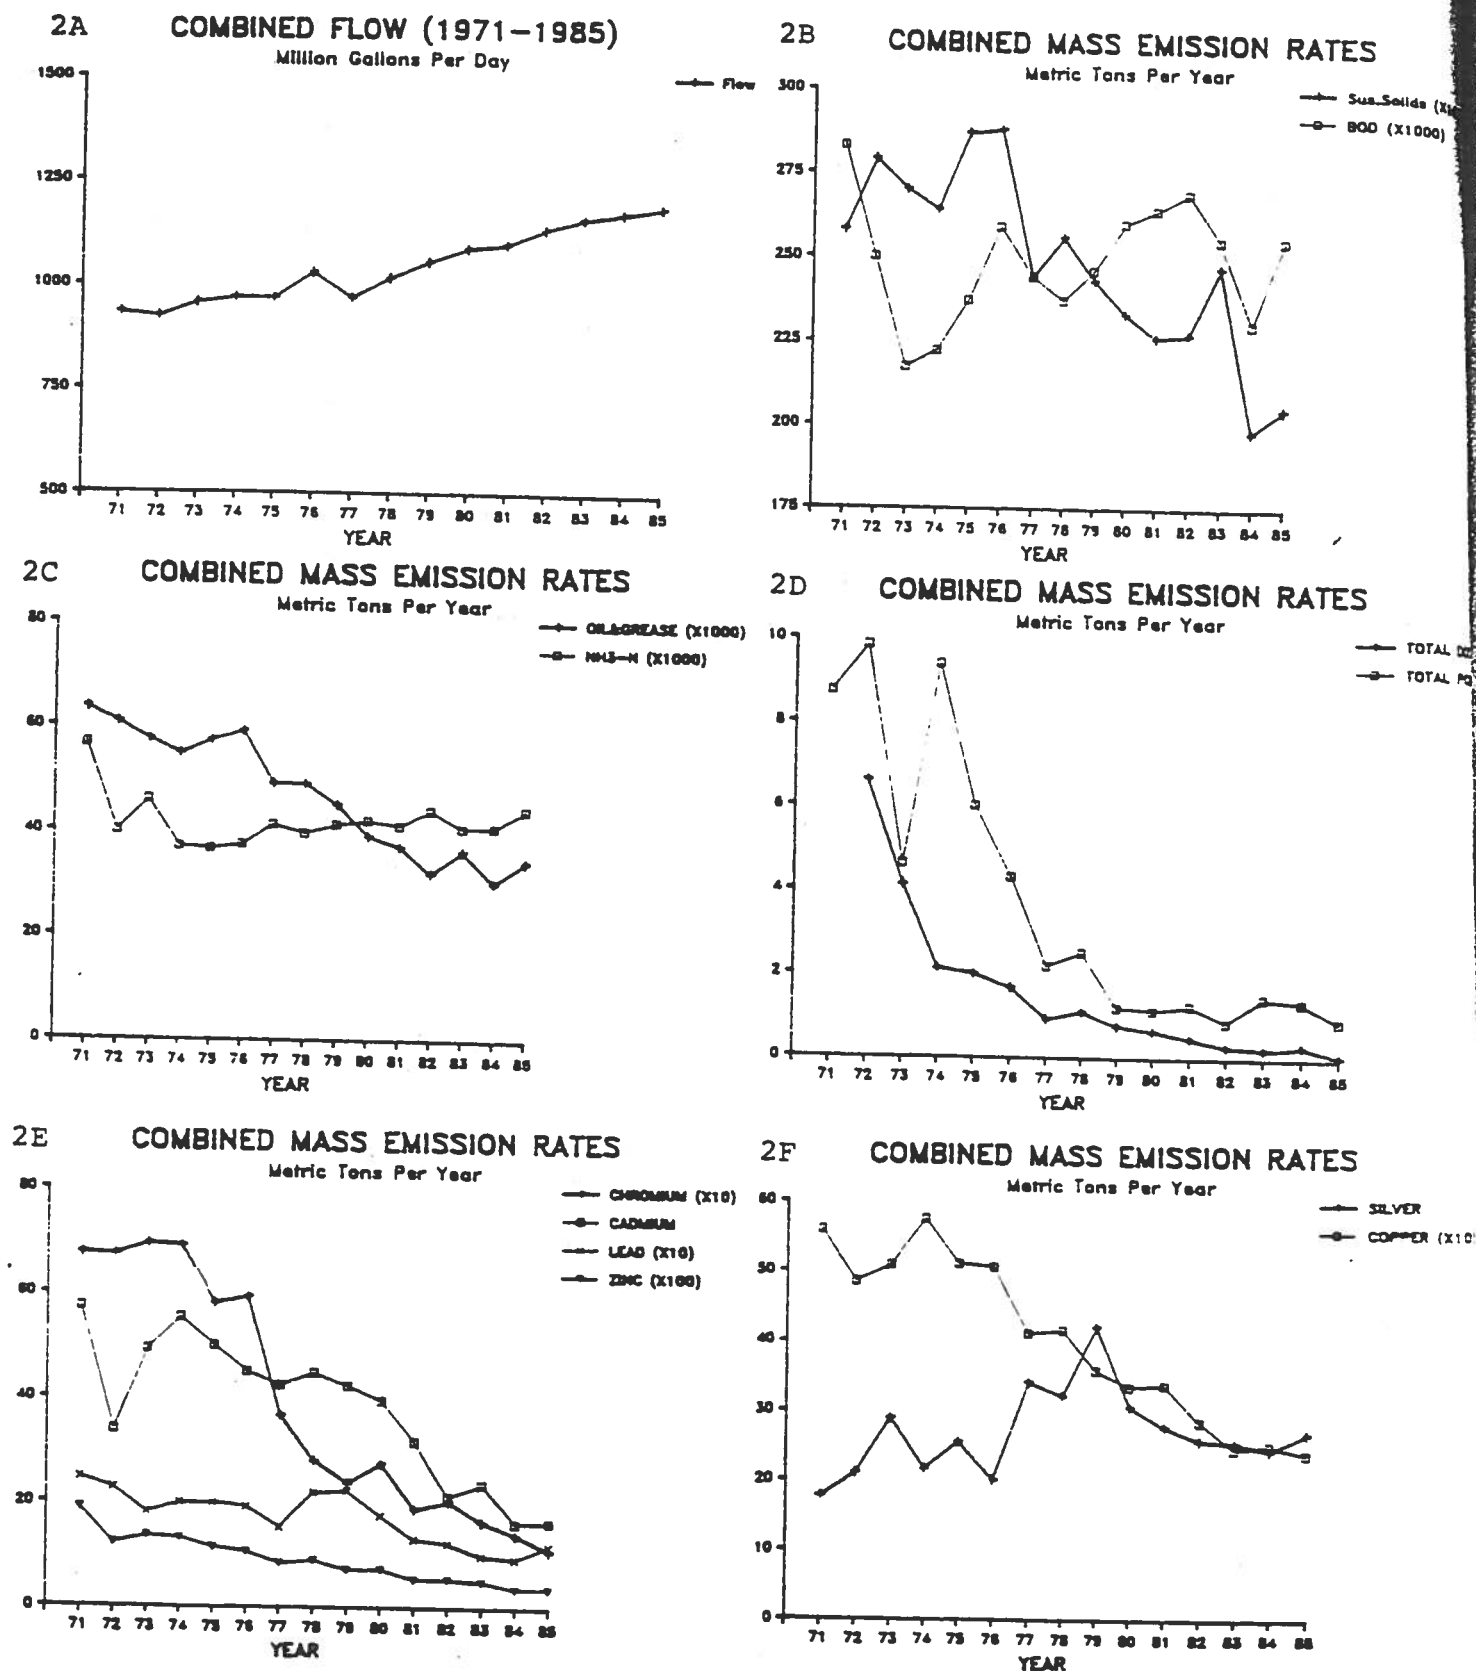 2A
COMBINED FLOW (1971-1985)
Million Gallons Per Day
Flow
1500
1250
1000
750
500
71 72 73 74 75 76 77 78 79 80 81 82 83 84 85
YEAR
2B
COMBINED MASS EMISSION RATES
Metric Tons Per Year
Sus.Solids
BOD (X1000)
300
275
250
225
200
175
71 72 73 74 75 76 77 78 79 80 81 82 83 84 85
YEAR
2C
COMBINED MASS EMISSION RATES
Metric Tons Per Year
OIL&GREASE (X1000)
NH3-N (X1000)
80
60
40
20
0
71 72 73 74 75 76 77 78 79 80 81 82 83 84 85
YEAR
2D
COMBINED MASS EMISSION RATES
Metric Tons Per Year
TOTAL
TOTAL
10
8
6
4
2
0
71 72 73 74 75 76 77 78 79 80 81 82 83 84 85
YEAR
2E
COMBINED MASS EMISSION RATES
Metric Tons Per Year
CHROMIUM (X10)
CADMIUM
LEAD (X10)
ZINC (X100)
80
60
40
20
0
71 72 73 74 75 76 77 78 79 80 81 82 83 84 85
YEAR
2F
COMBINED MASS EMISSION RATES
Metric Tons Per Year
SILVER
COPPER (X10
60
50
40
30
20
10
0
71 72 73 74 75 76 77 78 79 80 81 82 83 84 85
YEAR